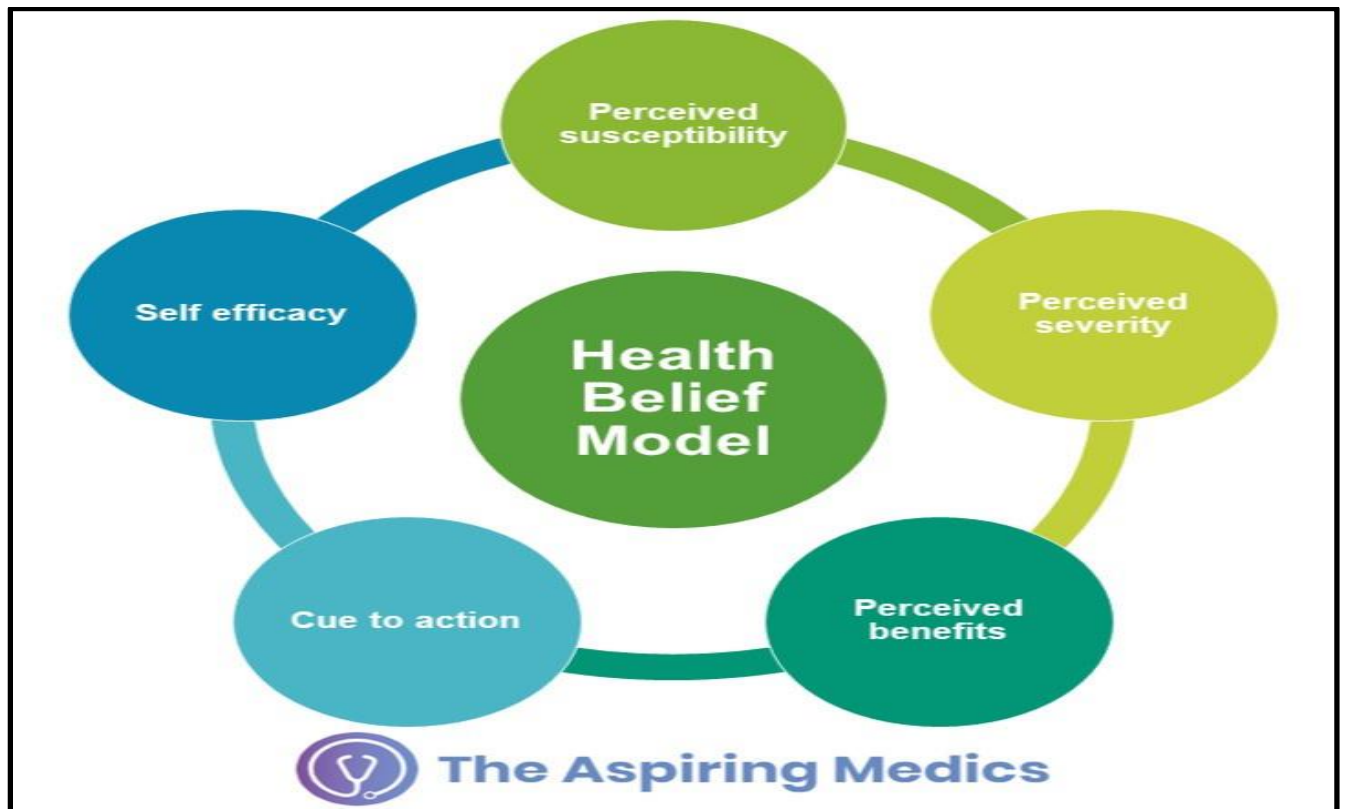 Perceived
susceptibility
Self efficacy
Perceived
severity
Health
Belief
Model
Cue to action
Perceived
benefits
The Aspiring Medics